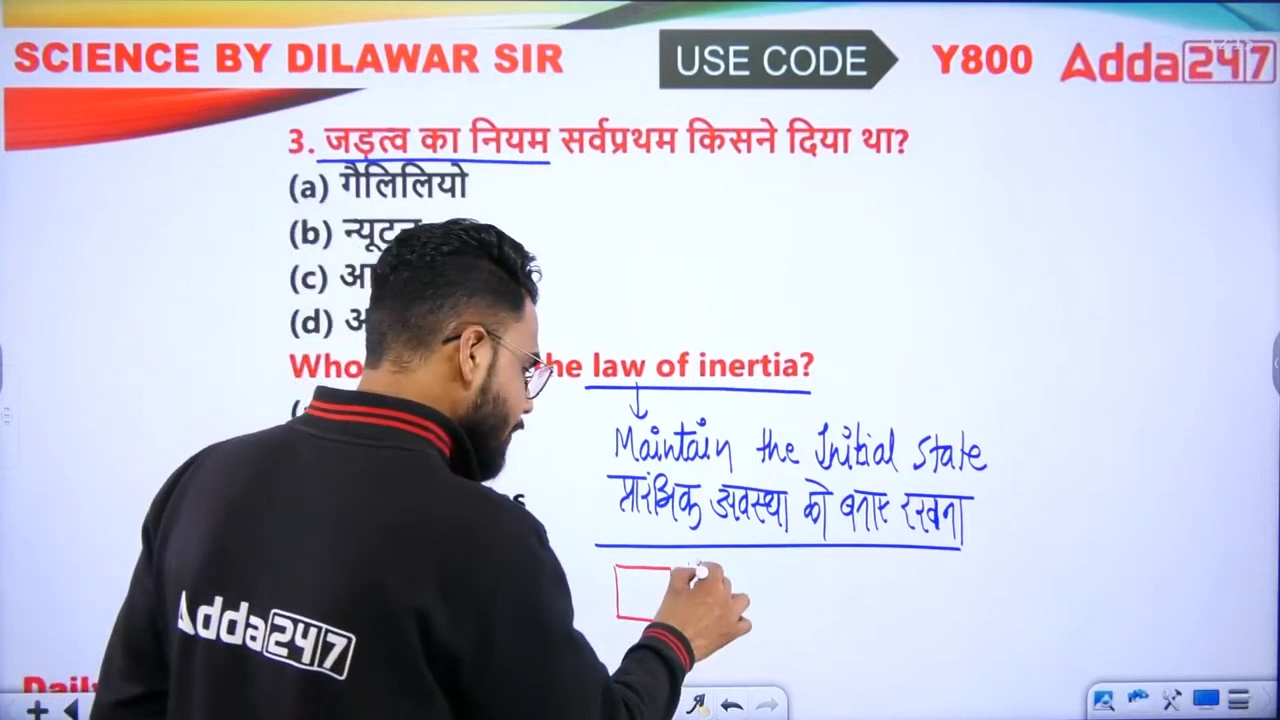 SCIENCE BY DILAWAR SIR
USE CODE
Y800
Adda247
3. जड़त्व का नियम सर्वप्रथम किसने दिया था?
(a) गैलिलियो
(b)
(c)
(d)
he law of inertia?
Maintain the Initial State
प्रारंभिक अवस्था को बनाए रखना
Adda247